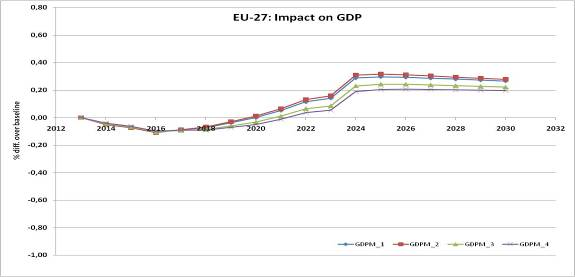 EU-27: Impact on GDP
0,80
0,60
0,40
0,20
0,00
2012 2014 2016 2018 2020 2022 2024 2026 2028 2030 2032
-0,20
-0,40
-0,60
-0,80
-1,00
% diff. over baseline
GDPM_1 GDPM_2 GDPM_3 GDPM_4